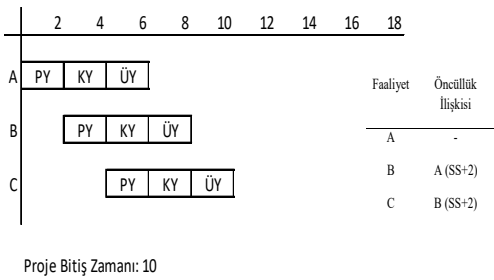 2 4 6 8 10 12 14 16 18
A PY KY ÜY
B PY KY ÜY
C PY KY ÜY
Faaliyet Öncüllük İlişkisi
A -
B A (SS+2)
C B (SS+2)
Proje Bitiş Zamanı: 10